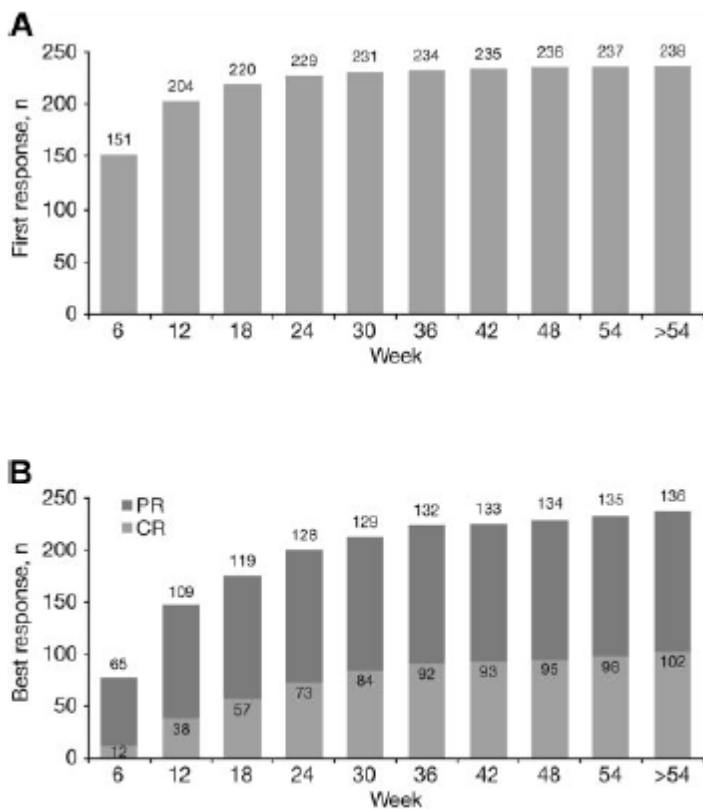 A
First response, n
250
200
150
100
50
0
151 204 220 229 231 234 235 236 237 238
6 12 18 24 30 36 42 48 54 >54
Week
B
Best response, n
250
200
150
100
50
0
PR
CR
65 109 119 128 129 132 133 134 135 136
12 38 57 73 84 92 93 95 96 102
6 12 18 24 30 36 42 48 54 >54
Week